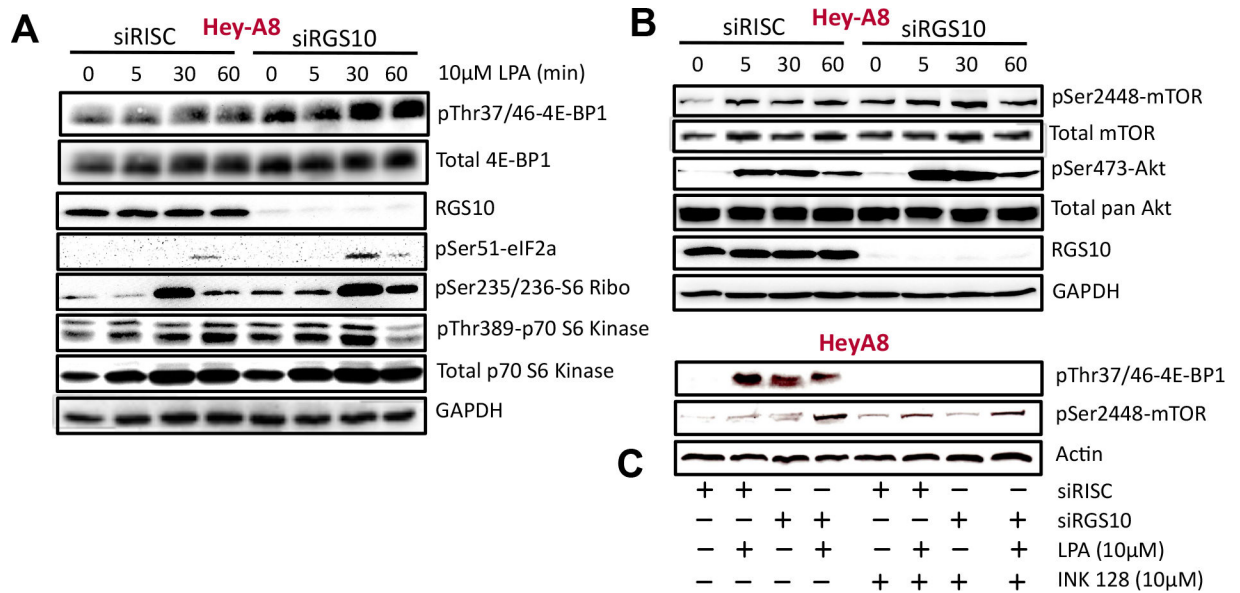 A
Hey-A8
siRISC siRGS10
0 5 30 60 0 5 30 60 10µM LPA (min)
pThr37/46-4E-BP1
Total 4E-BP1
RGS10
pSer51-eIF2a
pSer235/236-S6 Ribo
pThr389-p70 S6 Kinase
Total p70 S6 Kinase
GAPDH
B
Hey-A8
siRISC siRGS10
0 5 30 60 0 5 30 60
pSer2448-mTOR
Total mTOR
pSer473-Akt
Total pan Akt
RGS10
GAPDH
C
HeyA8
pThr37/46-4E-BP1
pSer2448-mTOR
Actin
+ + − − + + − − siRISC
− − + + − − + + siRGS10
− + − + − + − + LPA (10µM)
− − − − + + + + INK 128 (10µM)